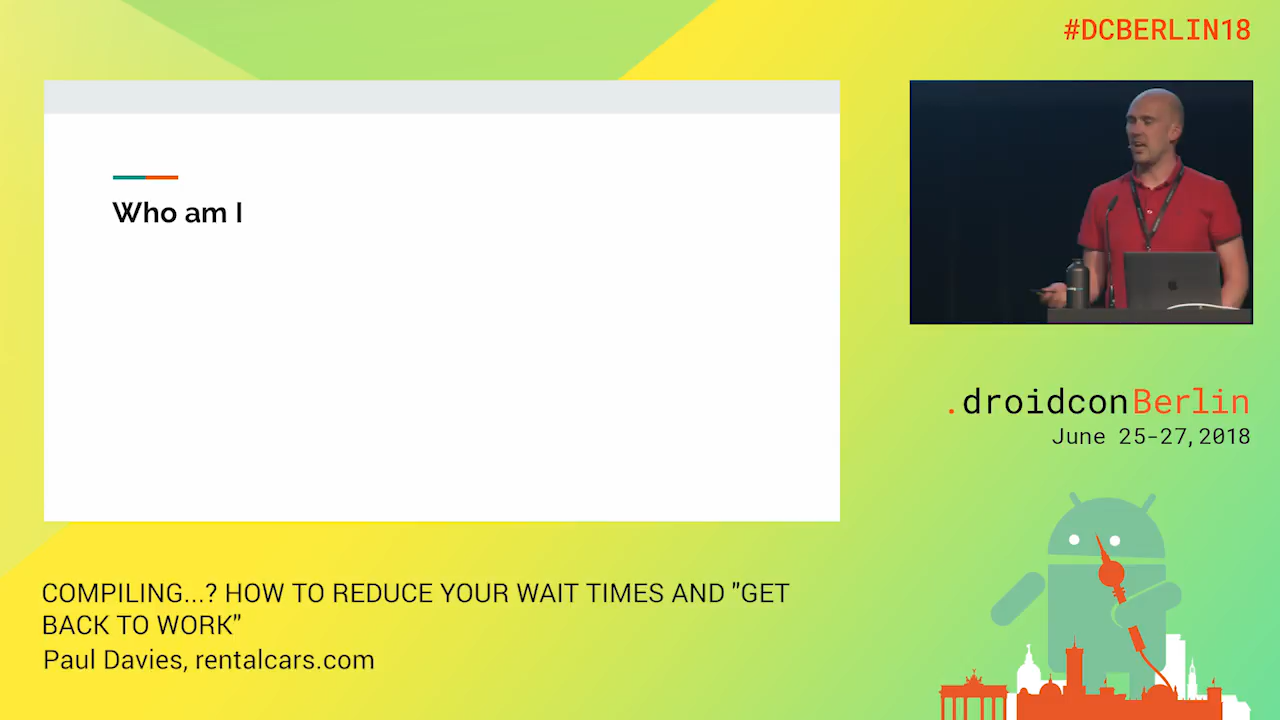 #DCBERLIN18
Who am I
.droidconBerlin
June 25-27, 2018
COMPILING...? HOW TO REDUCE YOUR WAIT TIMES AND "GET
BACK TO WORK"
Paul Davies, rentalcars.com